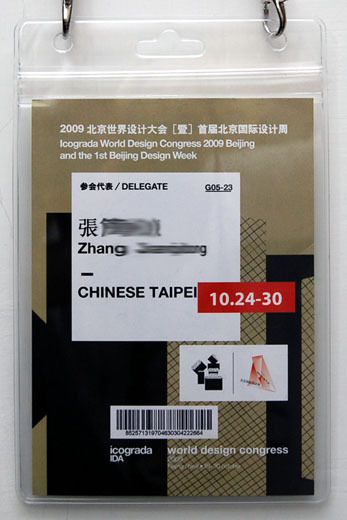 2009 北京世界设计大会 [暨] 首届北京国际设计周
Icograda World Design Congress 2009 Beijing
and the 1st Beijing Design Week
参会代表 / DELEGATE G05-23
張
Zhang
CHINESE TAIPEI
10.24-30
icograda world design congress
IDA 2009